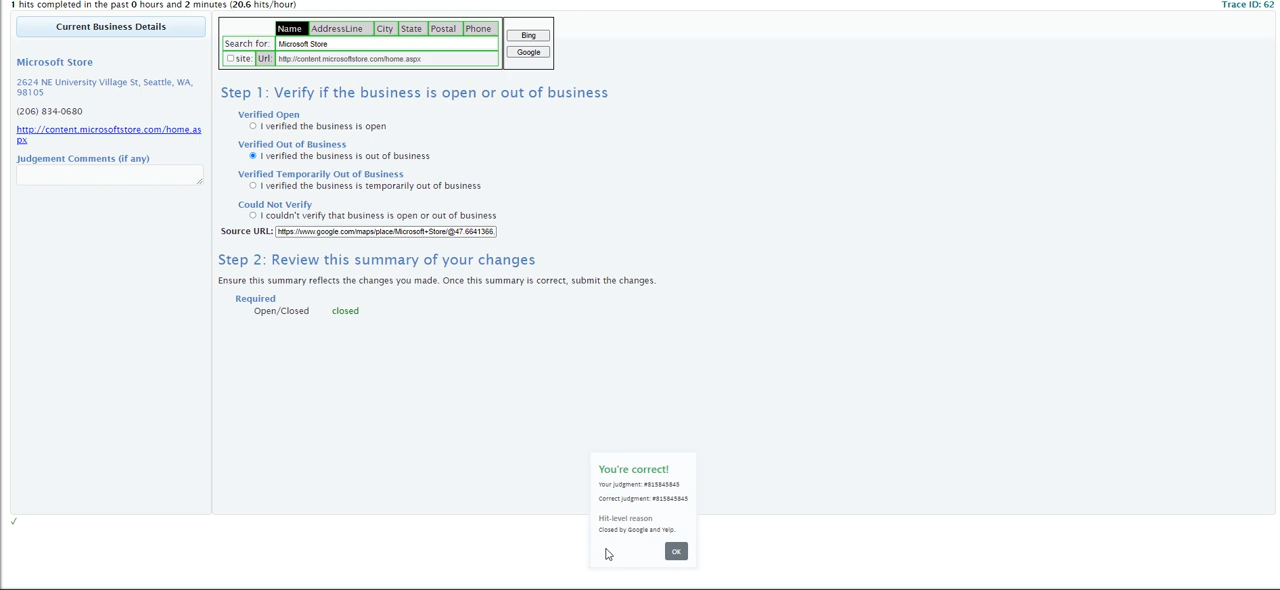 1 hits completed in the past 0 hours and 2 minutes (20.6 hits/hour)
Trace ID: 62
Current Business Details
Microsoft Store
2624 NE University Village St, Seattle, WA,
98105
(206) 834-0680
http://content.microsoftstore.com/home.as
px
Judgement Comments (if any)
Name AddressLine City State Postal Phone
Search for: Microsoft Store
site: Url: http://content.microsoftstore.com/home.aspx
Bing
Google
Step 1: Verify if the business is open or out of business
Verified Open
I verified the business is open
Verified Out of Business
I verified the business is out of business
Verified Temporarily Out of Business
I verified the business is temporarily out of business
Could Not Verify
I couldn't verify that business is open or out of business
Source URL: https://www.google.com/maps/place/Microsoft+Store/@47.6641366,
Step 2: Review this summary of your changes
Ensure this summary reflects the changes you made. Once this summary is correct, submit the changes.
Required
Open/Closed closed
You're correct!
Your judgment: #815845845
Correct judgment: #815845845
Hit-level reason
Closed by Google and Yelp.
OK